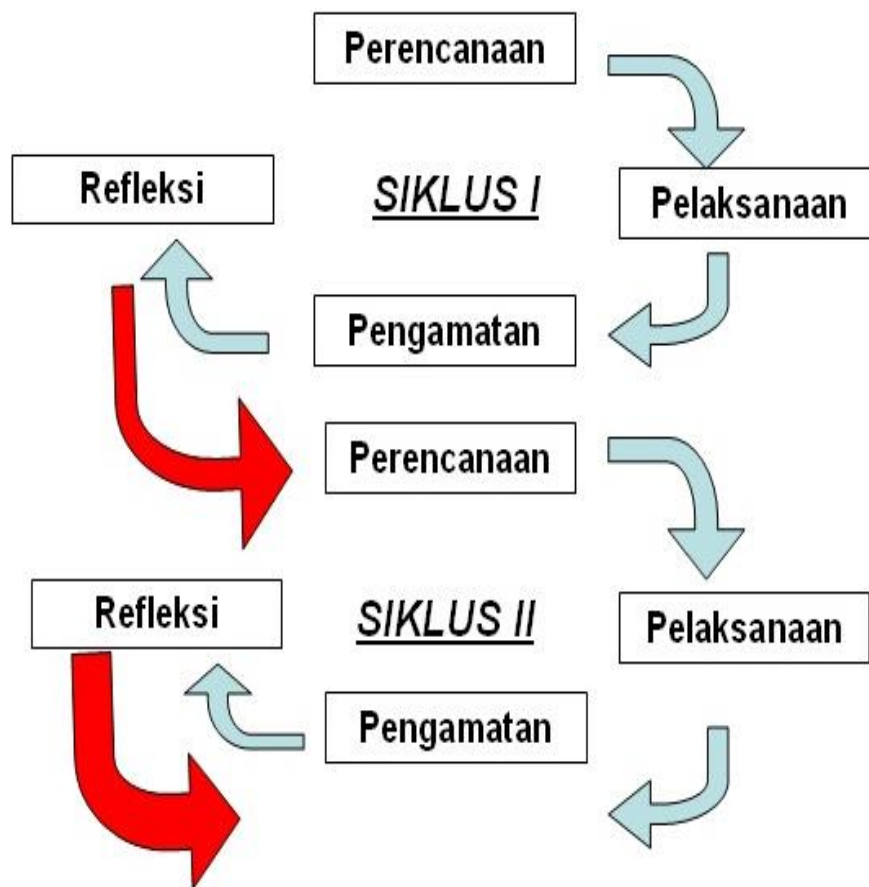 Perencanaan
Refleksi
SIKLUS I
Pelaksanaan
Pengamatan
Perencanaan
Refleksi
SIKLUS II
Pelaksanaan
Pengamatan